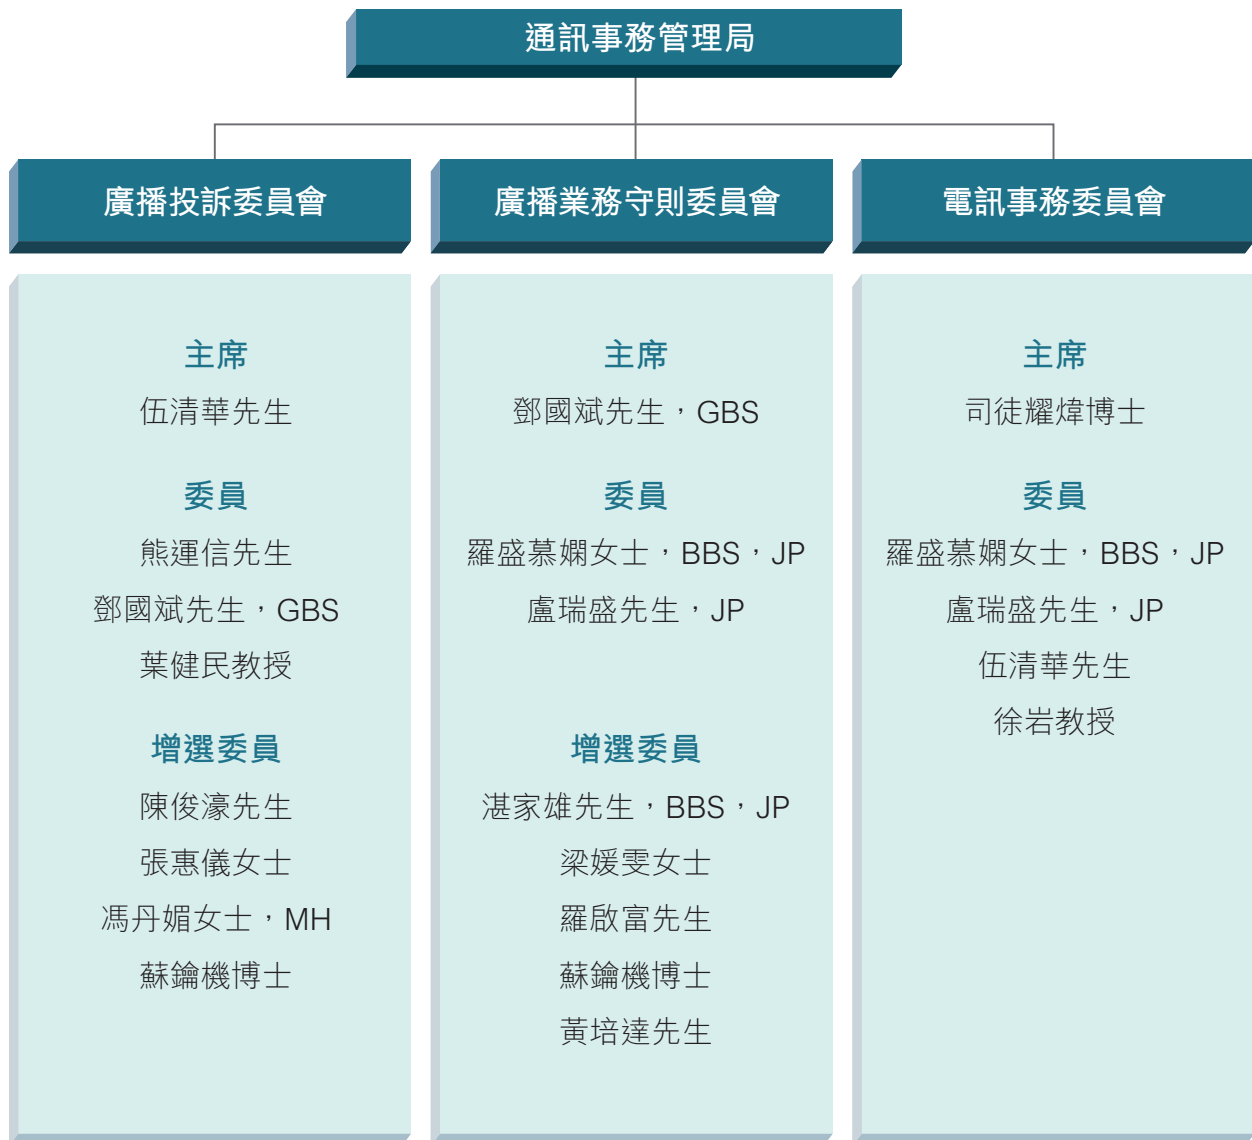 通訊事務管理局
廣播投訴委員會
主席
伍清華先生
委員
熊運信先生
鄧國斌先生，GBS
葉健民教授
增選委員
陳俊濠先生
張惠儀女士
馮丹媚女士，MH
蘇鑰機博士
廣播業務守則委員會
主席
鄧國斌先生，GBS
委員
羅盛慕嫻女士，BBS，JP
盧瑞盛先生，JP
增選委員
湛家雄先生，BBS，JP
梁媛雯女士
羅啟富先生
蘇鑰機博士
黃培達先生
電訊事務委員會
主席
司徒耀煒博士
委員
羅盛慕嫻女士，BBS，JP
盧瑞盛先生，JP
伍清華先生
徐岩教授